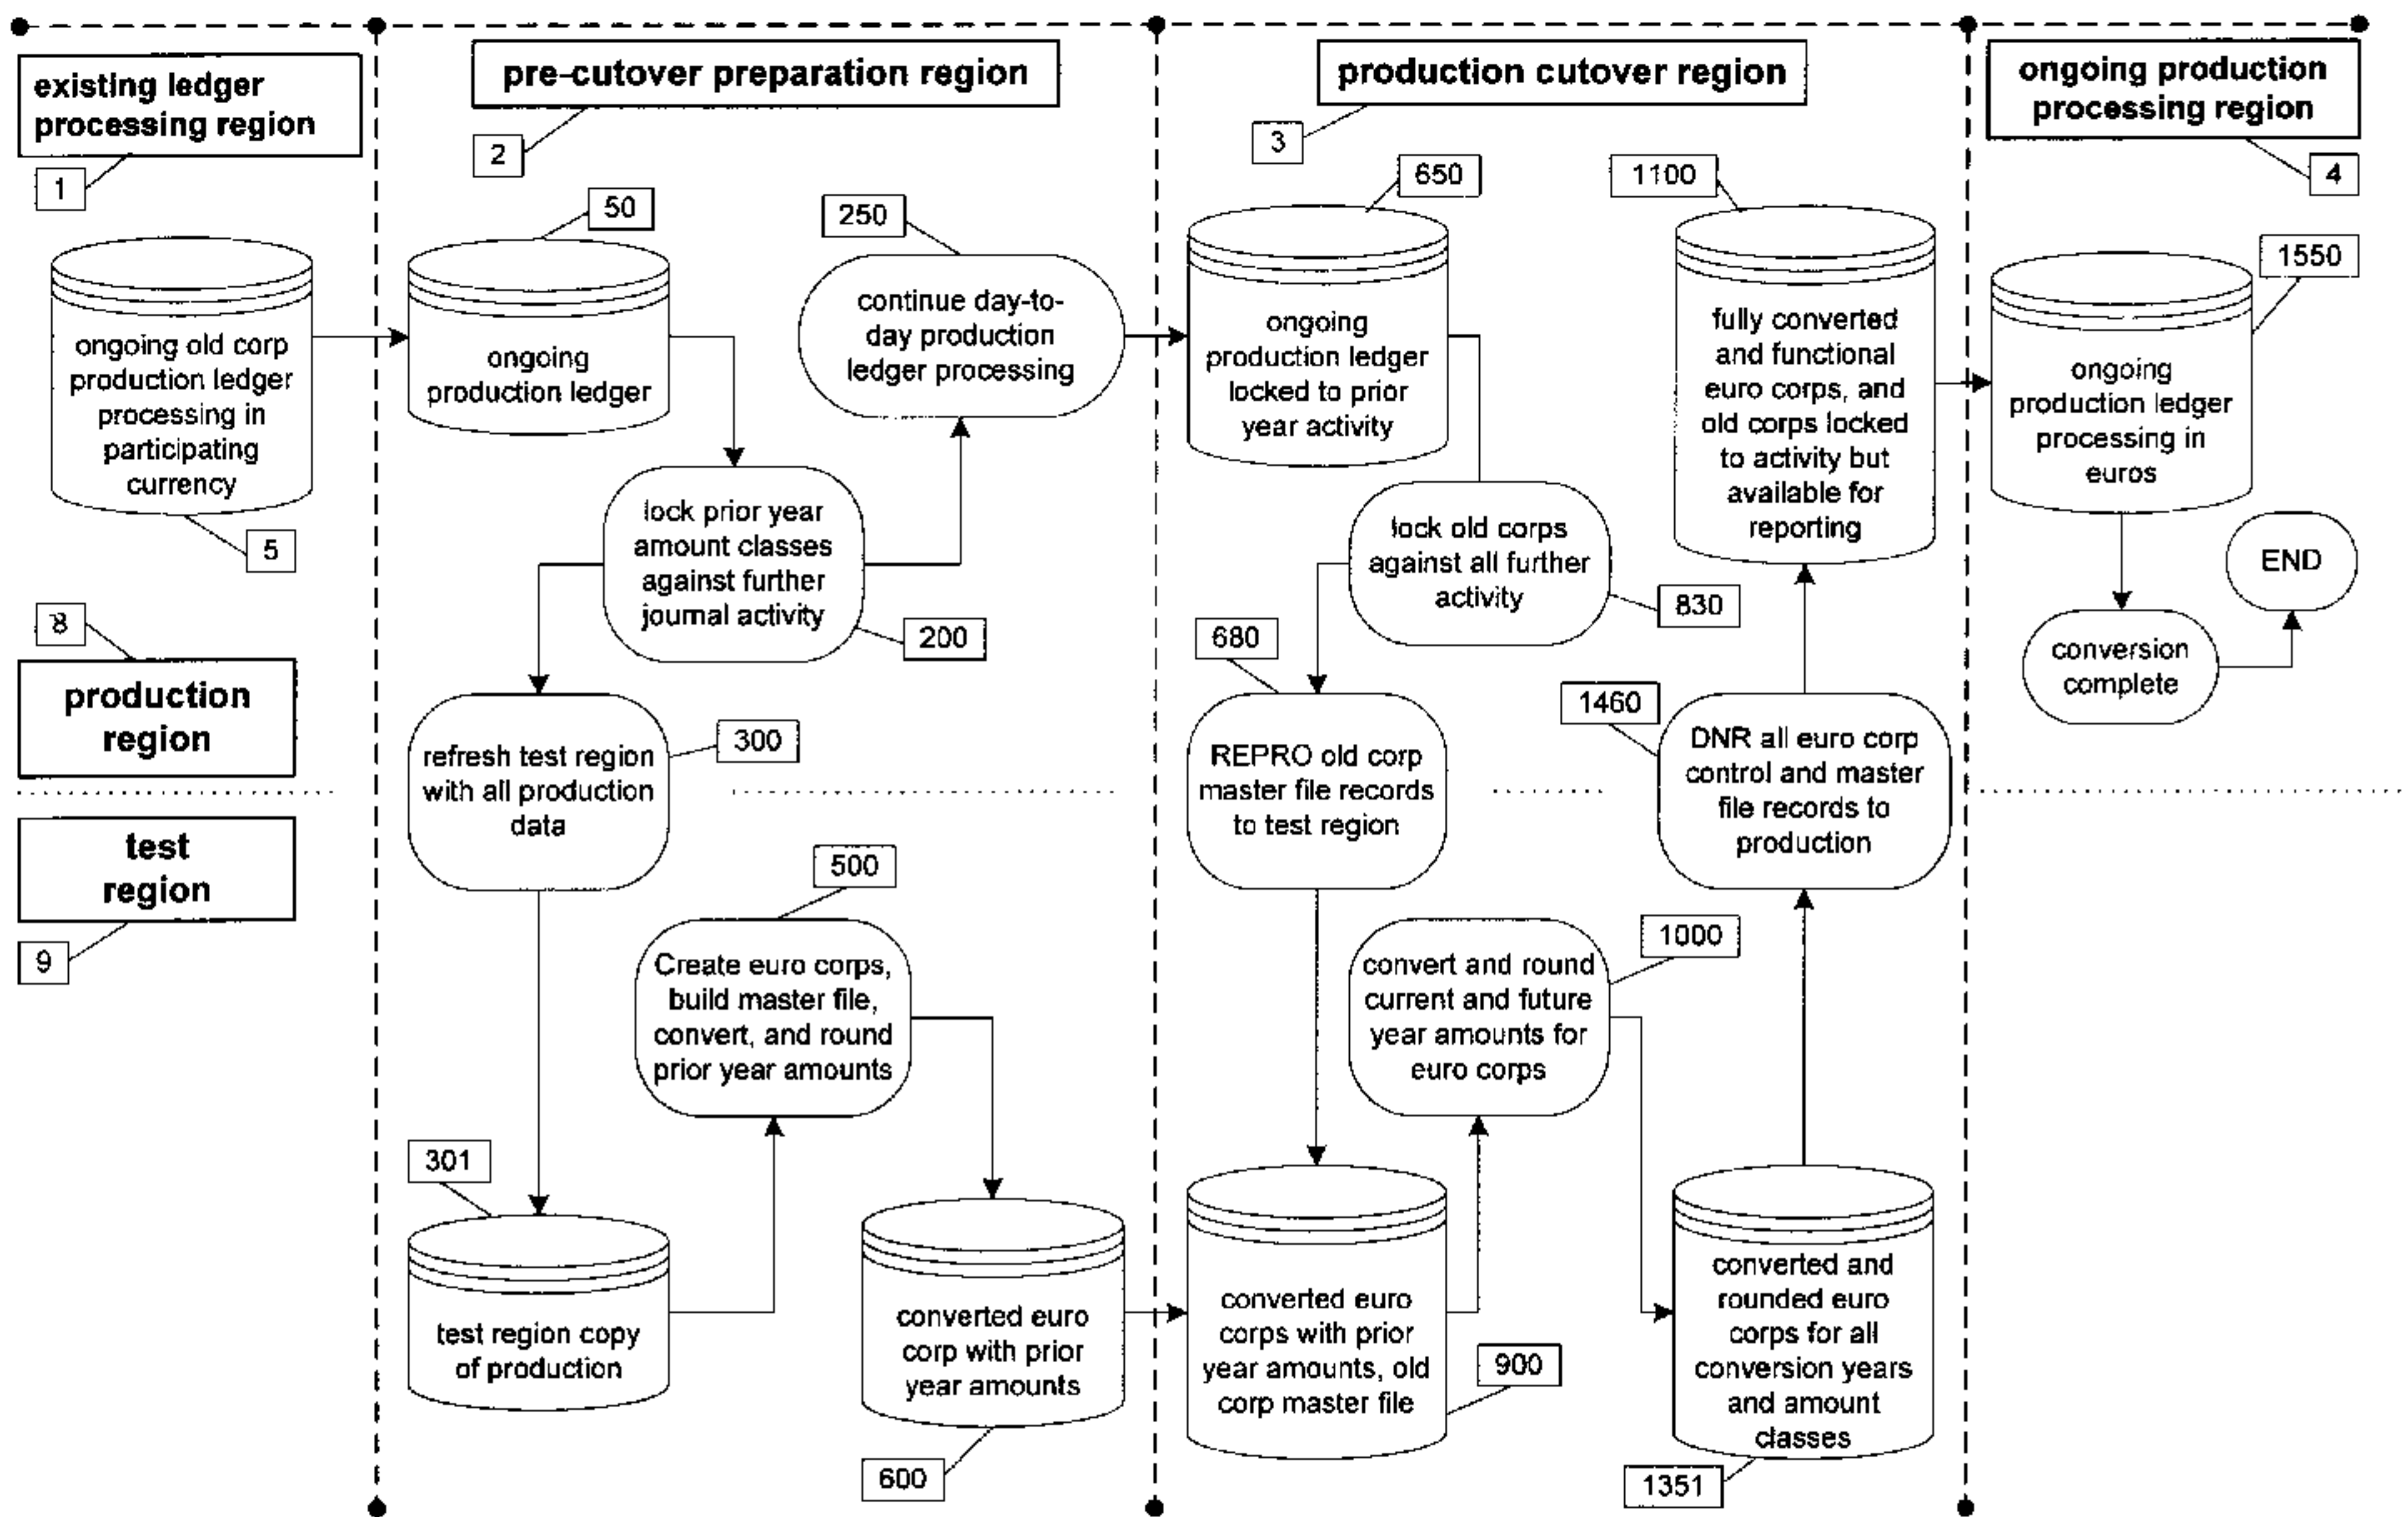 existing ledger
processing region
1
pre-cutover preparation region
2
production cutover region
3
ongoing production
processing region
4
ongoing old corp
production ledger
processing in
participating
currency
5
8
production
region
test
region
9
50
ongoing
production ledger
250
continue day-to-
day production
ledger processing
lock prior year
amount classes
against further
journal activity
200
refresh test region
with all production
data
300
500
Create euro corps,
build master file,
convert, and round
prior year amounts
301
test region copy
of production
converted euro
corp with prior
year amounts
600
650
ongoing
production ledger
locked to prior
year activity
lock old corps
against all further
activity
830
680
REPRO old corp
master file records
to test region
1000
convert and round
current and future
year amounts for
euro corps
converted euro
corps with prior
year amounts, old
corp master file
900
1100
fully converted
and functional
euro corps, and
old corps locked
to activity but
available for
reporting
1460
DNR all euro corp
control and master
file records to
production
converted and
rounded euro
corps for all
conversion years
and amount
classes
1351
1550
ongoing
production ledger
processing in
euros
END
conversion
complete